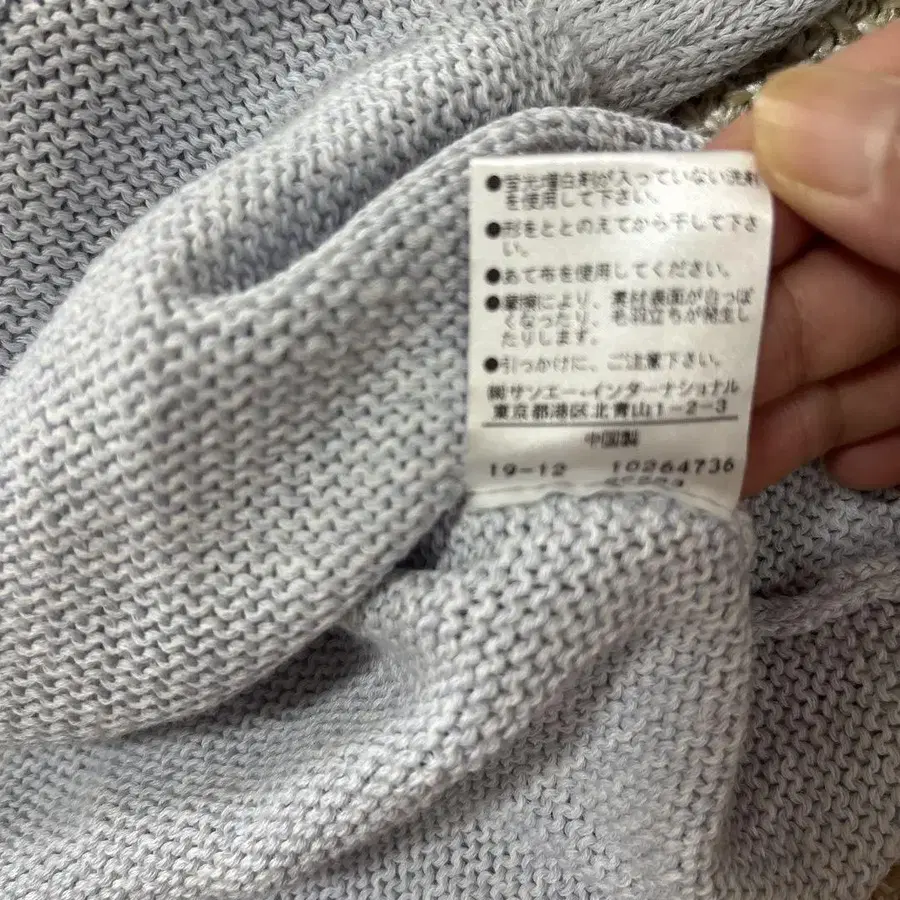 ●蛍光増白剤が入っていない洗剤
を使用して下さい。
●形をととのえてから干して下さ
い。
●あて布を使用してください。
●摩擦により、素材表面が白っぽ
くなったり、毛羽立ちが発生し
たりします。
●引っかけに、ご注意下さい。
㈱サンエー・インターナショナル
東京都港区北青山1-2-3
中国製
19-12 10264736